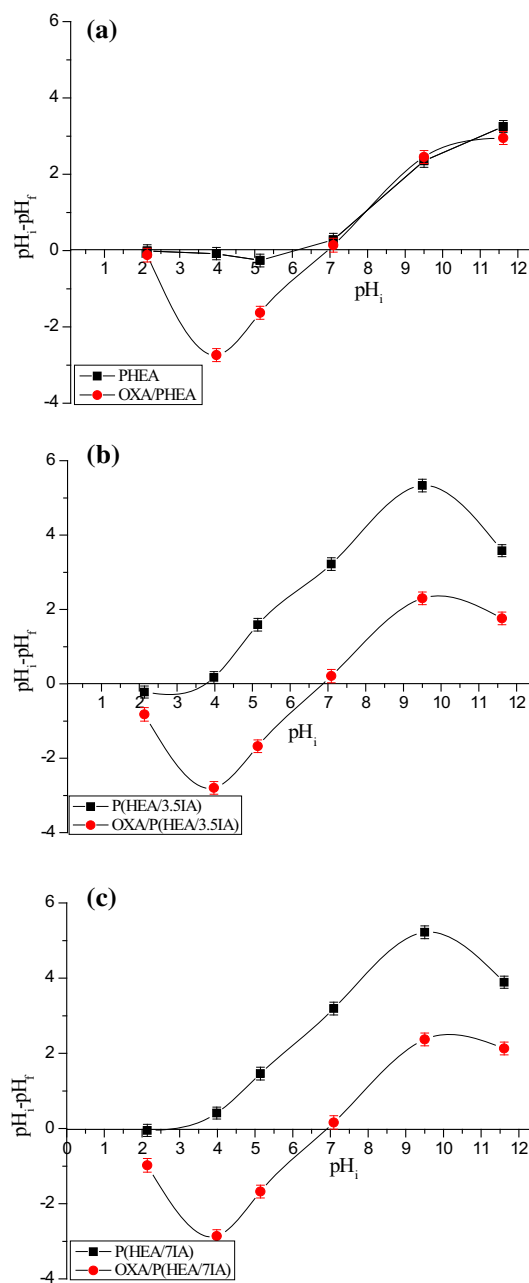 (a)
6
4
2
0
-2
-4
pHi-pHf
1 2 3 4 5 6 7 8 9 10 11 12
pHi
PHEA
OXA/PHEA
(b)
6
4
2
0
-2
-4
pHi-pHf
1 2 3 4 5 6 7 8 9 10 11 12
pHi
P(HEA/3.5IA)
OXA/P(HEA/3.5IA)
(c)
6
4
2
0
-2
-4
pHi-pHf
0 1 2 3 4 5 6 7 8 9 10 11 12
pHi
P(HEA/7IA)
OXA/P(HEA/7IA)